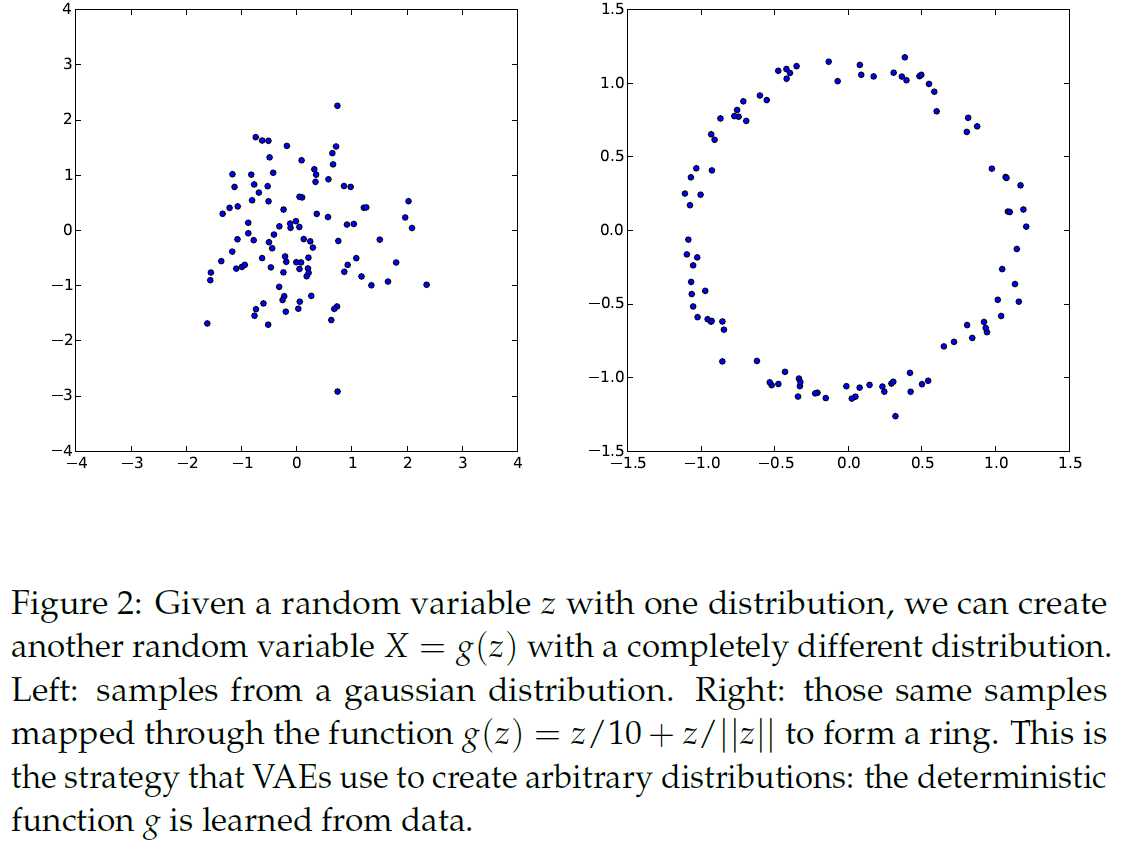 4
3
2
1
0
−1
−2
−3
−4
−4 −3 −2 −1 0 1 2 3 4
1.5
1.0
0.5
0.0
−0.5
−1.0
−1.5
−1.5 −1.0 −0.5 0.0 0.5 1.0 1.5
Figure 2: Given a random variable z with one distribution, we can create
another random variable X = g(z) with a completely different distribution.
Left: samples from a gaussian distribution. Right: those same samples
mapped through the function g(z) = z/10 + z/||z|| to form a ring. This is
the strategy that VAEs use to create arbitrary distributions: the deterministic
function g is learned from data.